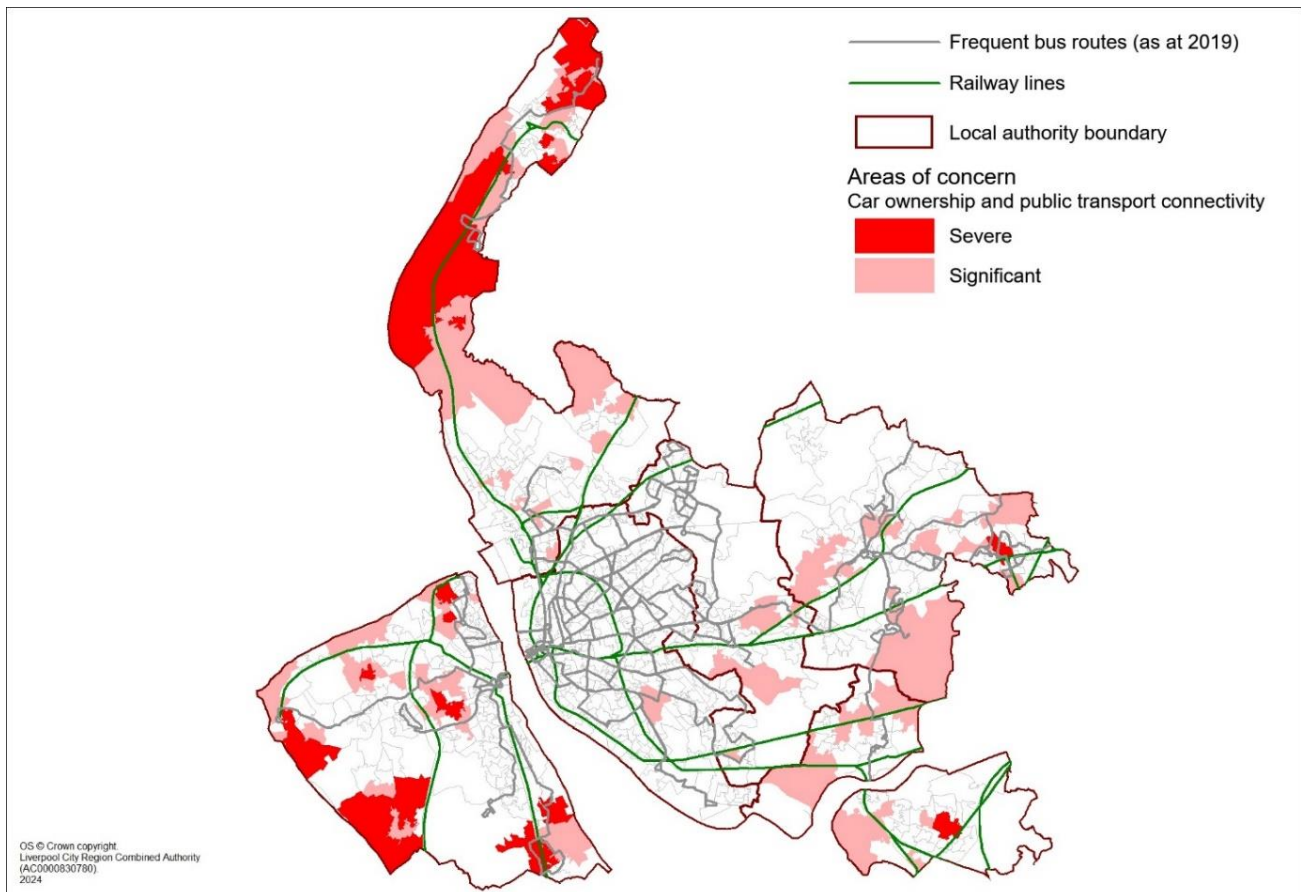 Frequent bus routes (as at 2019)
Railway lines
Local authority boundary
Areas of concern
Car ownership and public transport connectivity
Severe
Significant
OS © Crown copyright.
Liverpool City Region Combined Authority
(AC0000830780).
2024